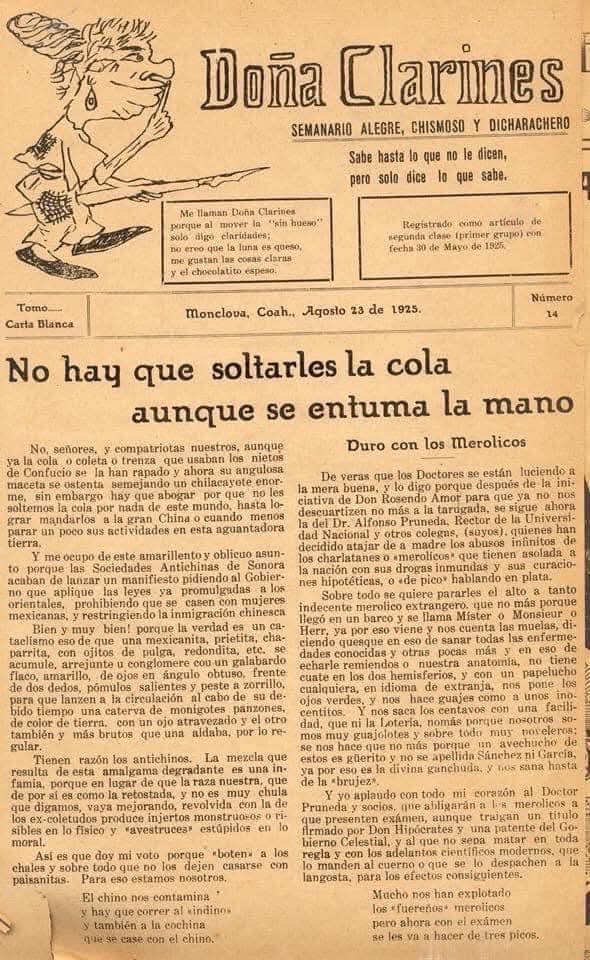 Doña Clarines
SEMANARIO ALEGRE, CHISMOSO Y DICHARACHERO
Sabe hasta lo que no le dicen,
pero solo dice lo que sabe.
Me llaman Doña Clarines
porque al mover la "sin hueso"
solo digo claridades;
no creo que la luna es queso,
me gustan las cosas claras
y el chocolatito espeso.
Registrado como artículo de
segunda clase (primer grupo) con
fecha 30 de Mayo de 1925.
Tomo.....
Carta Blanca
Monclova, Coah., Agosto 23 de 1925.
Número
14
No hay que soltarles la cola
aunque se entuma la mano
No, señores, y compatriotas nuestros, aunque
ya la cola o coleta o trenza que usaban los nietos
de Confucio se la han rapado y ahora su angulosa
maceta se ostenta semejando un chilacayote enor-
me, sin embargo hay que abogar por que no les
soltemos la cola por nada de este mundo, hasta lo-
grar mandarlos a la gran China o cuando menos
parar un poco sus actividades en esta aguantadora
tierra.
Y me ocupo de este amarillento y oblicuo asun-
to porque las Sociedades Antichinas de Sonora
acaban de lanzar un manifiesto pidiendo al Gobier-
no que aplique las leyes ya promulgadas a los
orientales, prohibiendo que se casen con mujeres
mexicanas, y restringiendo la inmigración chinesca
Bien y muy bien! porque la verdad es un ca-
taclismo eso de que una mexicanita, prietita, cha-
parrita, con ojitos de pulga, redondita, etc. se
acumule, arrejunte u conglomere cou un galabardo
flaco, amarillo, de ojos en ángulo obtuso, frente
de dos dedos, pómulos salientes y peste a zorrillo,
para que lanzen a la circulación al cabo de su de-
bido tiempo una caterva de monigotes panzones,
de color de tierra, con un ojo atravezado y el otro
también y más brutos que una aldaba, por lo re-
gular.
Tienen razón los antichinos. La mezcla que
resulta de esta amalgama degradante es una in-
famia, porque en lugar de que la raza nuestra, que
de por sí es como la retostada, y no es muy chula
que digamos, vaya mejorando, revolvida con la de
los ex-coletudos produce injertos monstruosos o ri-
sibles en lo físico y «avestruces» estúpidos en lo
moral.
Así es que doy mi voto porque «boten» a los
chales y sobre todo que no los dejen casarse con
paisanitas. Para eso estamos nosotros.
El chino nos contamina
y hay que correr al «indino»
y también a la cochina
que se case con el chino.
Duro con los Merolicos
De veras que los Doctores se están luciendo a
la mera buena, y lo digo porque después de la ini-
ciativa de Don Rosendo Amor para que ya no nos
descuartizen no más a la tarugada, se sigue ahora
la del Dr. Alfonso Pruneda, Rector de la Universi-
dad Nacional y otros colegas, (suyos), quienes han
decidido atajar de a madre los abusos infinitos de
los charlatanes o «merolicos» que tienen asolada a
la nación con sus drogas inmundas y sus curacio-
nes hipotéticas, o «de pico» hablando en plata.
Sobre todo se quiere pararles el alto a tanto
indecente merolico extrangero, que no más porque
llegó en un barco y se llama Míster o Monsieur o
Herr, ya por eso viene y nos cuenta las muelas, di-
ciendo quesque en eso de sanar todas las enferme-
dades conocidas y otras pocas más y en eso de
echarle remiendos a nuestra anatomía, no tiene
cuate en los dos hemisferios, y con un papelucho
cualquiera, en idioma de extranja, nos pone los
ojos verdes, y nos hace guajes como a unos ino-
centitos. Y nos saca los centavos con una facili-
dad, que ni la Lotería, nomás porque nosotros so-
mos muy guajolotes y sobre todo muy noveleros;
se nos hace que no más porque un avechucho de
estos es güerito y no se apellida Sánchez ni García,
ya por eso es la divina ganchuda, y nos sana hasta
de la «brujez».
Y yo aplaudo con todo mi corazón al Doctor
Pruneda y socios, que abligarán a los merolicos a
que presenten exámen, aunque traigan un título
firmado por Don Hipócrates y una patente del Go-
bierno Celestial, y al que no sena matar en toda
regla y con los adelantos científicos modernos, que
lo manden al cuerno o que se lo despachen a la
langosta, para los efectos consiguientes.
Mucho nos han explotado
los «fuereños» merolicos
pero ahora con el exámen
se les va a hacer de tres picos.